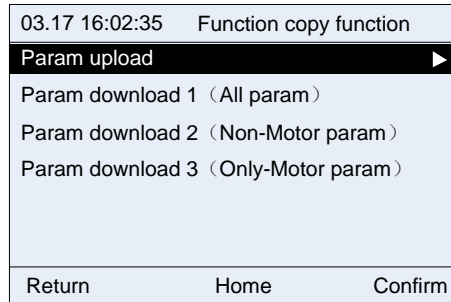 03.17 16:02:35 Function copy function
Param upload
Param download 1（All param）
Param download 2（Non-Motor param）
Param download 3（Only-Motor param）
Return Home Confirm